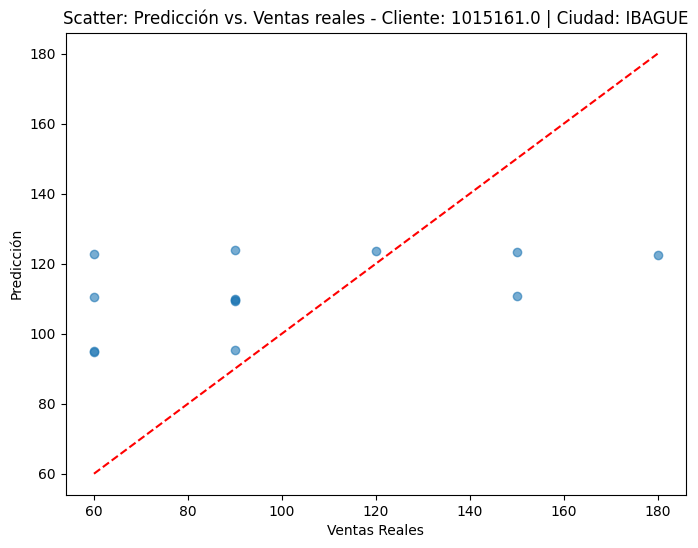 Scatter: Predicción vs. Ventas reales - Cliente: 1015161.0 | Ciudad: IBAGUE
180
160
140
120
100
80
60
Predicción
60 80 100 120 140 160 180
Ventas Reales